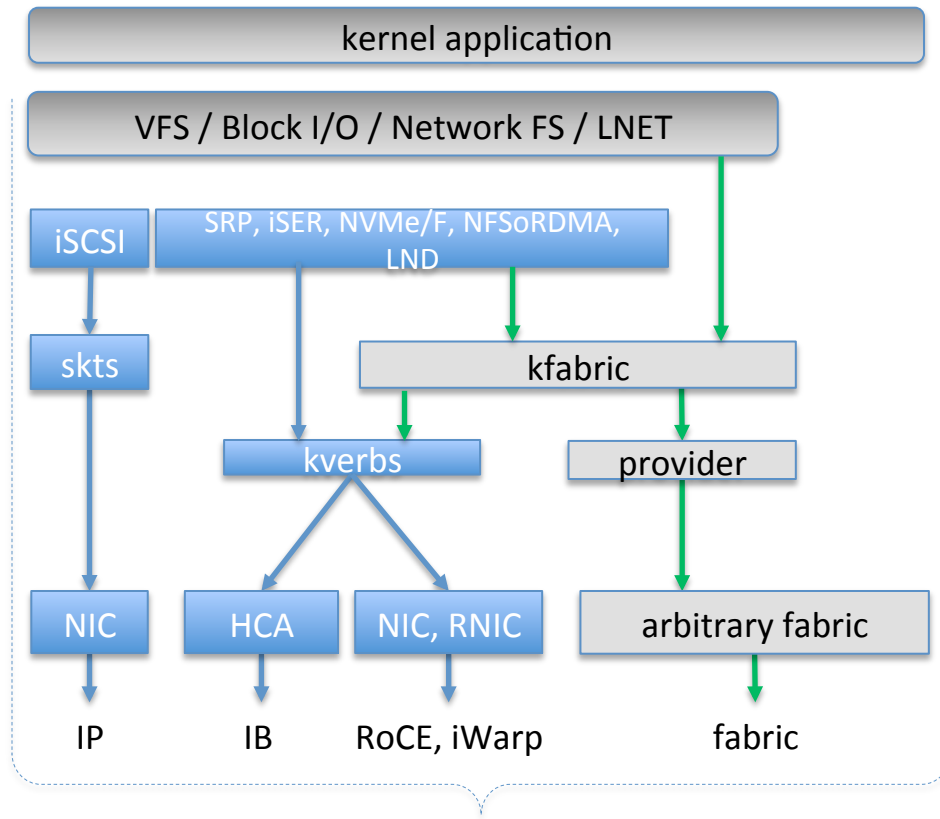 kernel application
VFS / Block I/O / Network FS / LNET
iSCSI
SRP, iSER, NVMe/F, NFSoRDMA,
LND
skts
kfabric
kverbs
provider
NIC
HCA
NIC, RNIC
arbitrary fabric
IP
IB
RoCE, iWarp
fabric